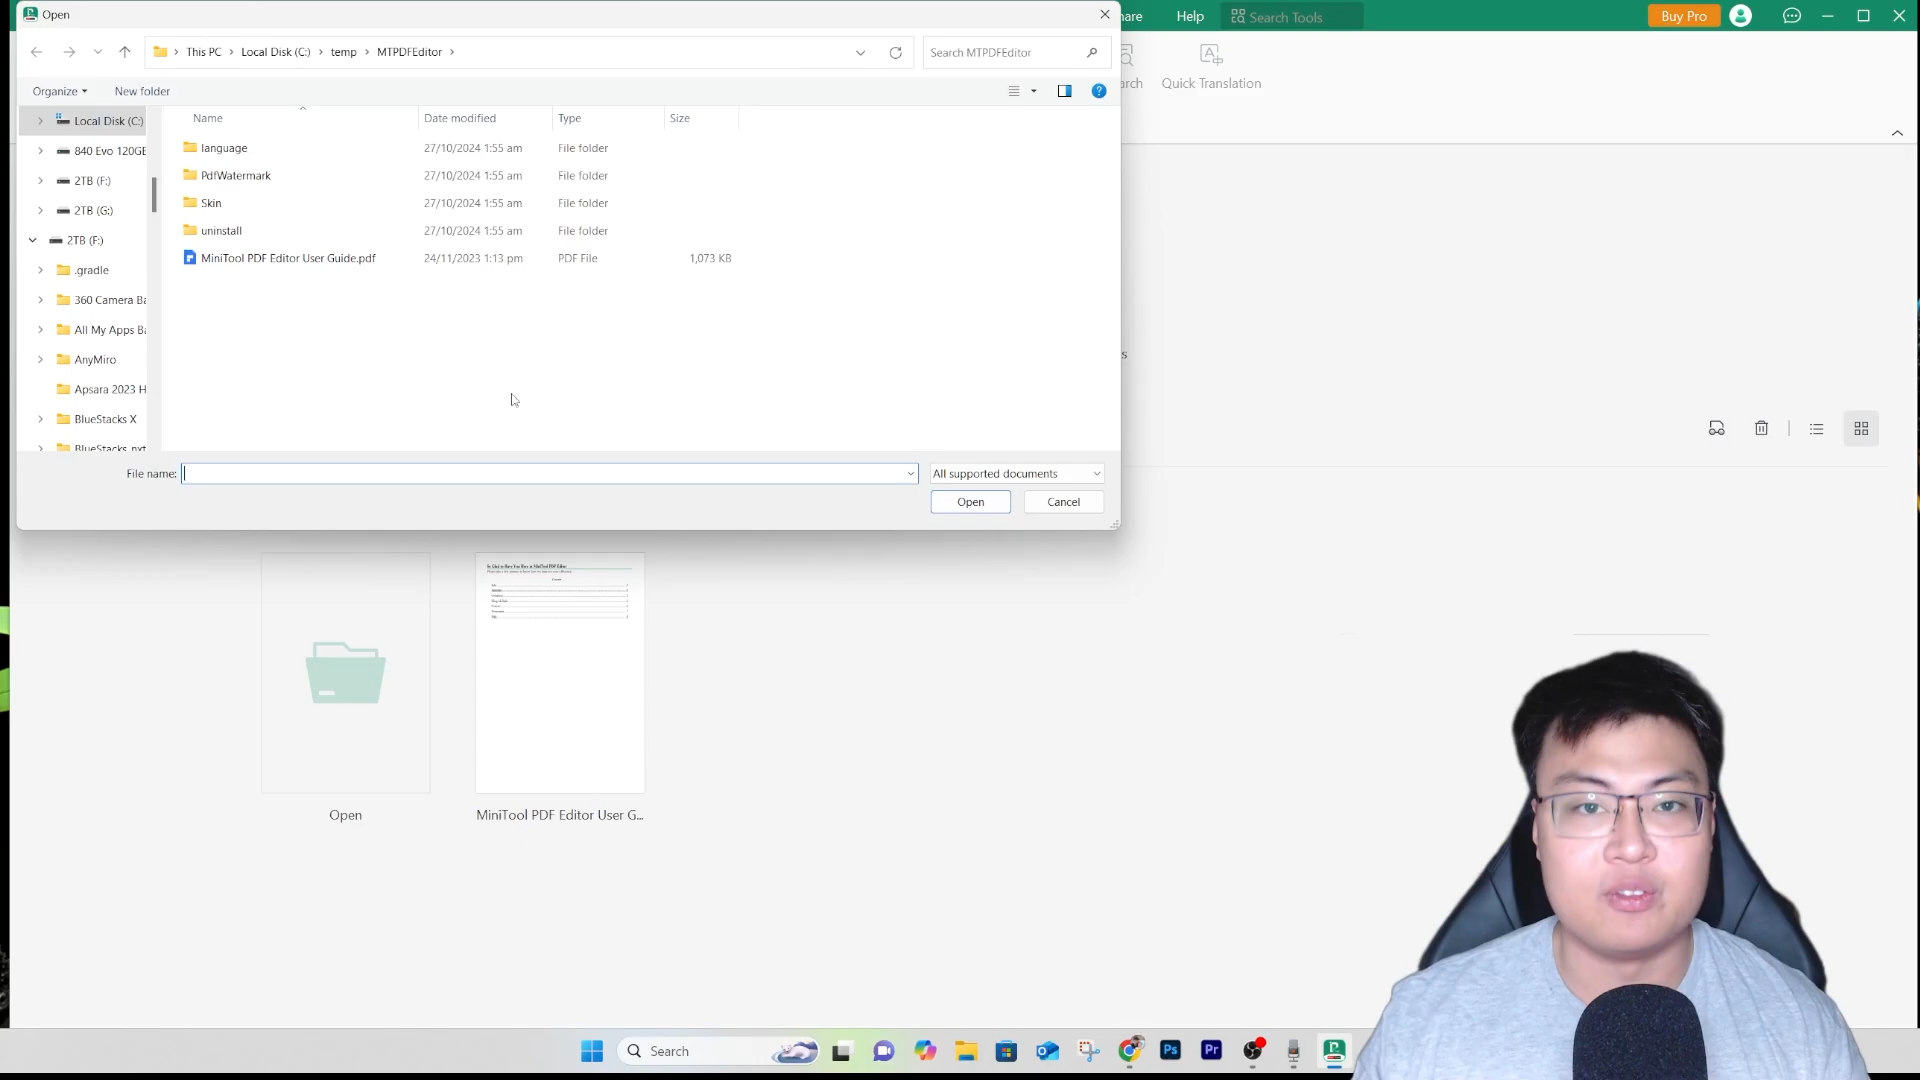 Open
are
Help
Search Tools
Buy Pro
This PC
Local Disk (C:)
temp
MTPDFEditor
Search MTPDFEditor
rch
Quick Translation
Organize
New folder
Name
Date modified
Type
Size
Local Disk (C:)
840 Evo 120GE
2TB (F:)
2TB (G:)
2TB (F:)
.gradle
360 Camera Ba
All My Apps Ba
AnyMiro
Apsara 2023 H
BlueStacks X
BlueStacks_nxt
language 27/10/2024 1:55 am File folder
PdfWatermark 27/10/2024 1:55 am File folder
Skin 27/10/2024 1:55 am File folder
uninstall 27/10/2024 1:55 am File folder
MiniTool PDF Editor User Guide.pdf 24/11/2023 1:13 pm PDF File 1,073 KB
s
File name:
All supported documents
Open
Cancel
Open
MiniTool PDF Editor User G...
Search
Ps
Pr